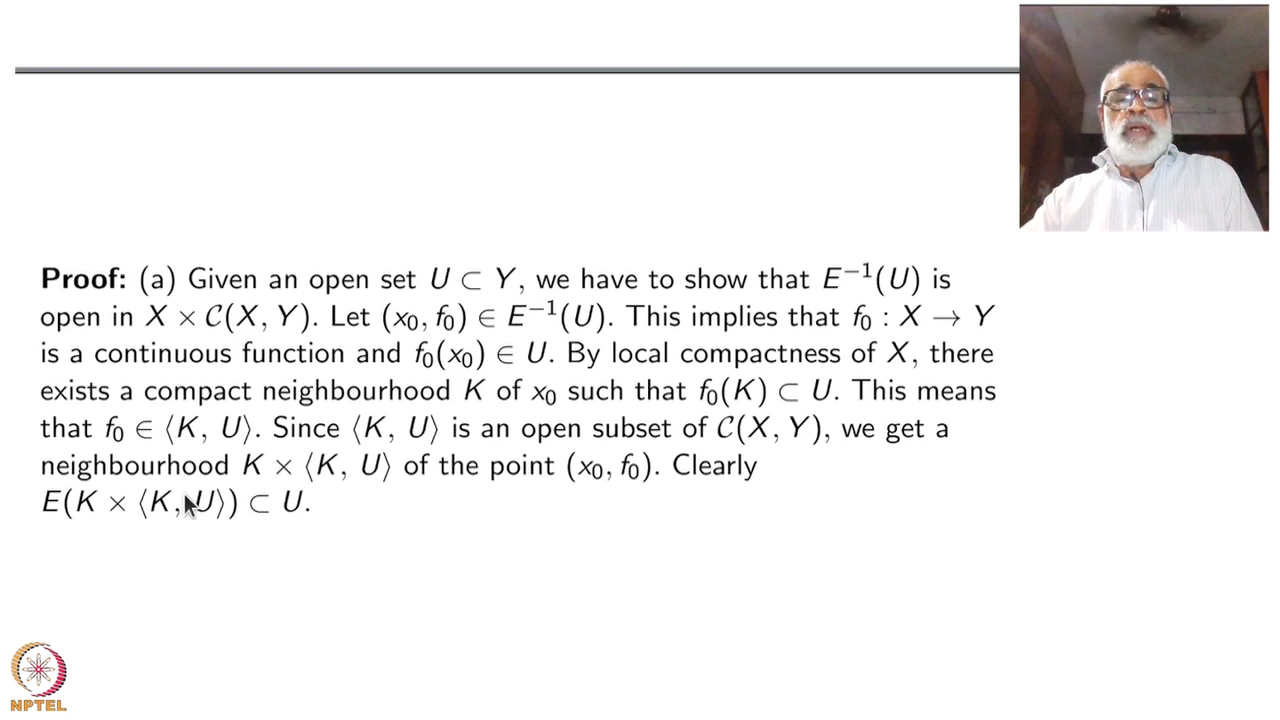 Proof: (a) Given an open set U ⊂ Y, we have to show that E⁻¹(U) is
open in X × 𝒞(X, Y). Let (x₀, f₀) ∈ E⁻¹(U). This implies that f₀ : X → Y
is a continuous function and f₀(x₀) ∈ U. By local compactness of X, there
exists a compact neighbourhood K of x₀ such that f₀(K) ⊂ U. This means
that f₀ ∈ ⟨K, U⟩. Since ⟨K, U⟩ is an open subset of 𝒞(X, Y), we get a
neighbourhood K × ⟨K, U⟩ of the point (x₀, f₀). Clearly
E(K × ⟨K, U⟩) ⊂ U.
NPTEL